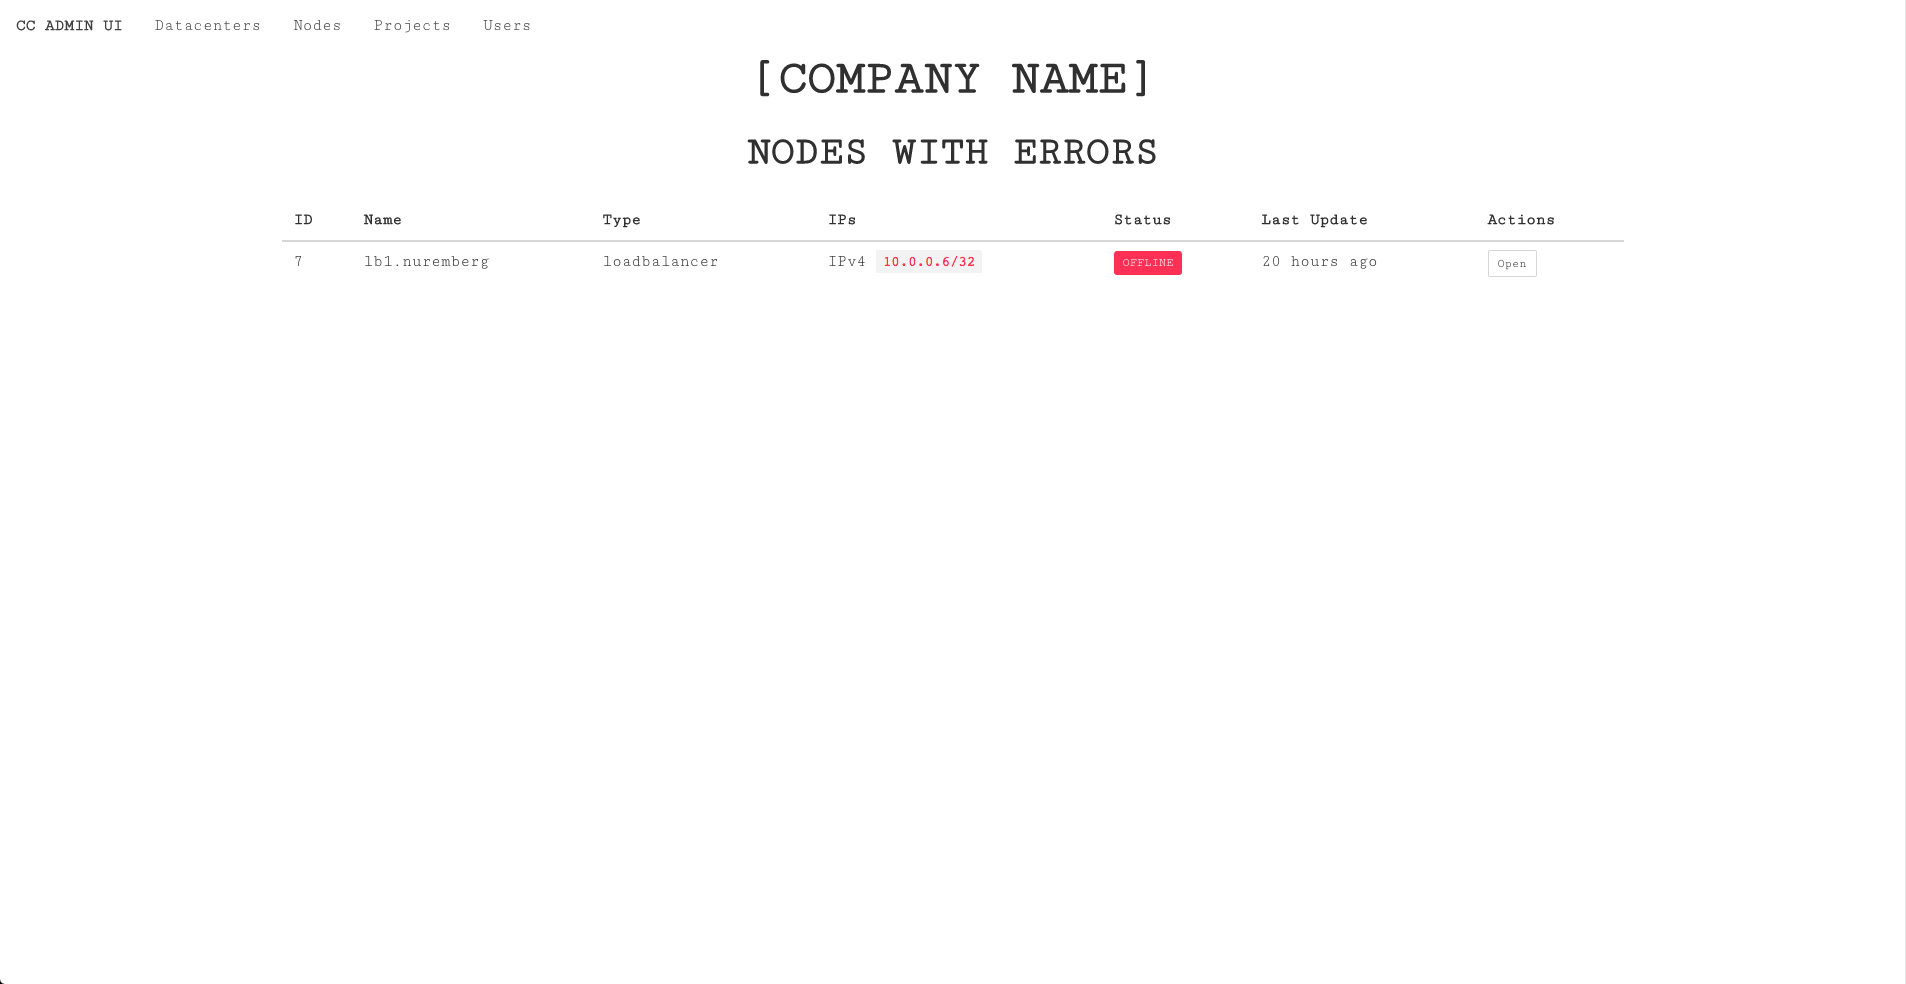 CC ADMIN UI Datacenters Nodes Projects Users
[COMPANY NAME]
NODES WITH ERRORS
ID Name Type IPs Status Last Update Actions
7 lb1.nuremberg loadbalancer IPv4 10.0.0.6/32 OFFLINE 20 hours ago Open